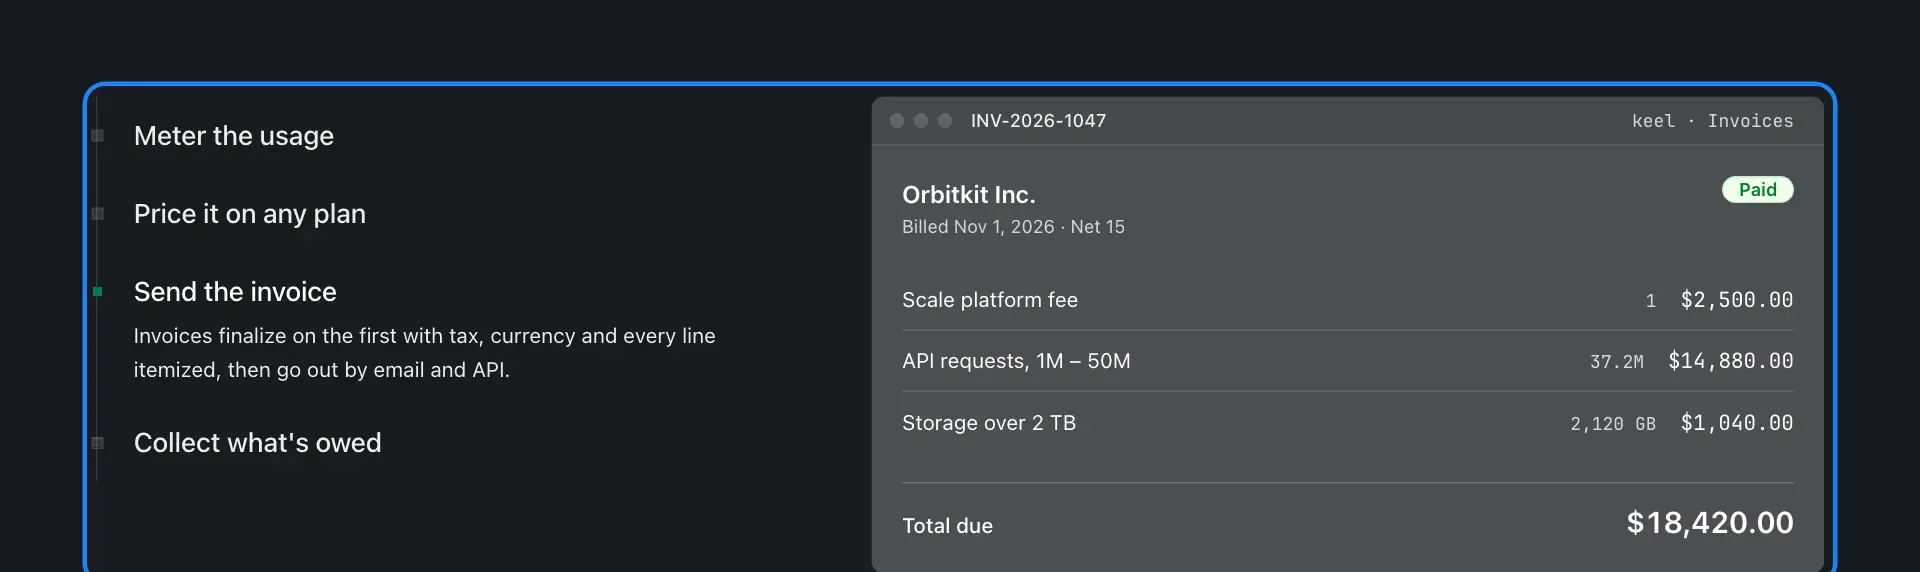 Meter the usage
Price it on any plan
Send the invoice
Invoices finalize on the first with tax, currency and every line
itemized, then go out by email and API.
Collect what's owed
INV-2026-1047
keel · Invoices
Orbitkit Inc.
Paid
Billed Nov 1, 2026 · Net 15
Scale platform fee 1 $2,500.00
API requests, 1M – 50M 37.2M $14,880.00
Storage over 2 TB 2,120 GB $1,040.00
Total due $18,420.00